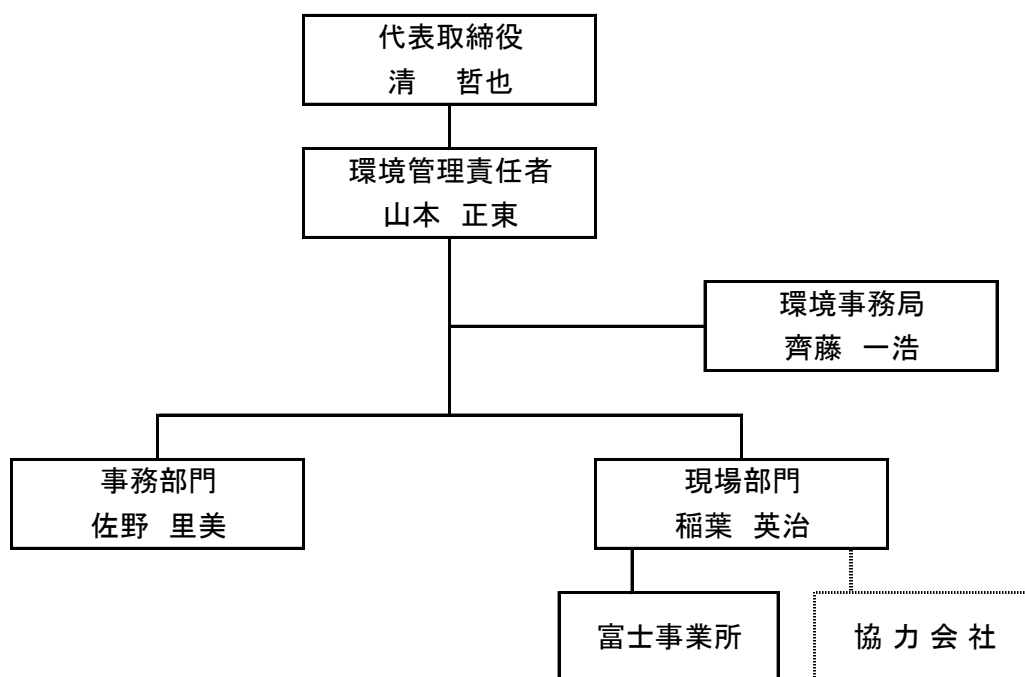 代表取締役
清　哲也
環境管理責任者
山本　正東
環境事務局
齊藤　一浩
事務部門
佐野　里美
現場部門
稲葉　英治
富士事業所
協 力 会 社